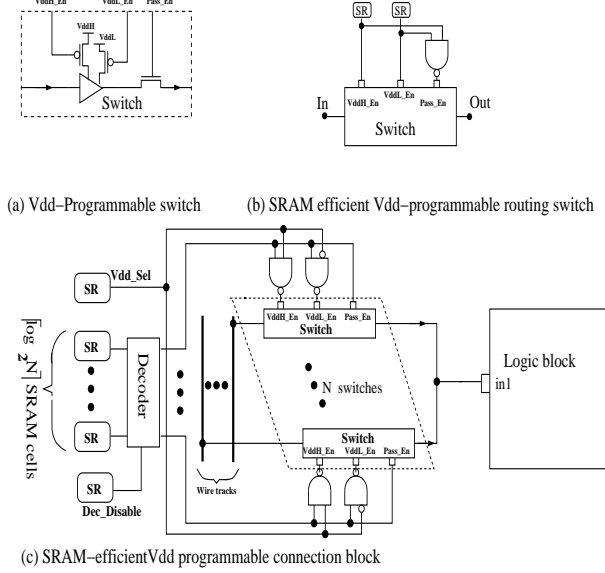 VddH_En VddL_En Pass_En
VddH
VddL
Switch
SR SR
VddH_En VddL_En Pass_En
In Out
Switch
(a) Vdd-Programmable switch
(b) SRAM efficient Vdd-programmable routing switch
SR Vdd_Sel
SR
SR
⌈log₂N⌉ SRAM cells
Decoder
SR
Dec_Disable
Wire tracks
VddH_En VddL_En Pass_En
Switch
N switches
Switch
VddH_En VddL_En Pass_En
Logic block
in1
(c) SRAM-efficientVdd programmable connection block